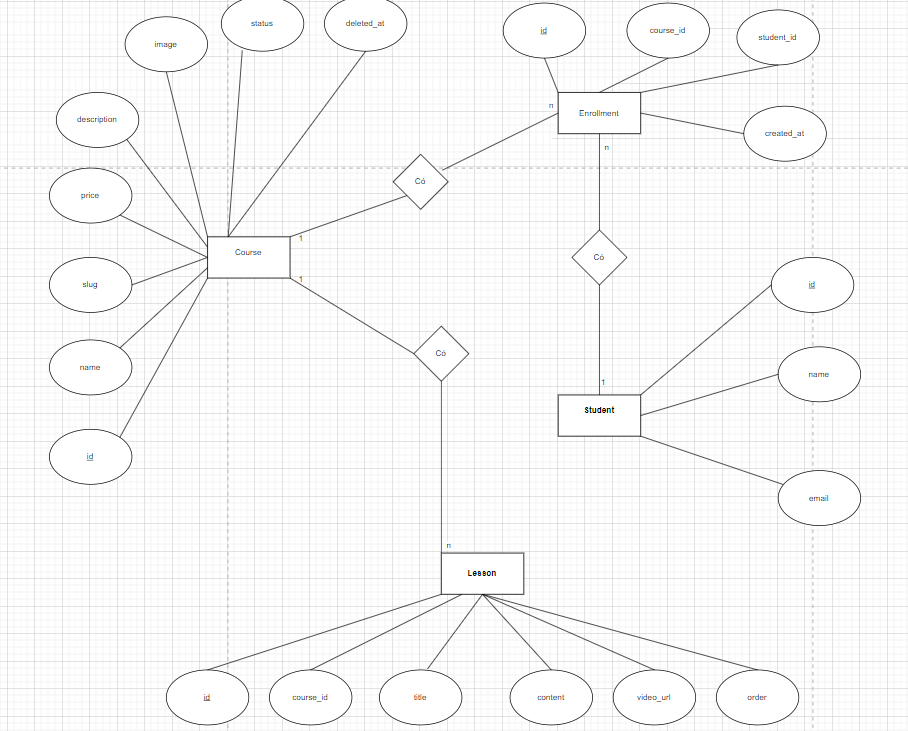 status
deleted_at
id
course_id
student_id
image
n
Enrollment
description
created_at
n
Có
price
1
Course
Có
1
slug
id
Có
name
1
name
Student
id
email
n
Lesson
id
course_id
title
content
video_url
order